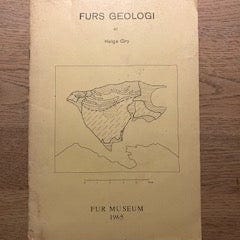 FURS GEOLOGI
AF
Helge Gry
FUR MUSEUM
1965